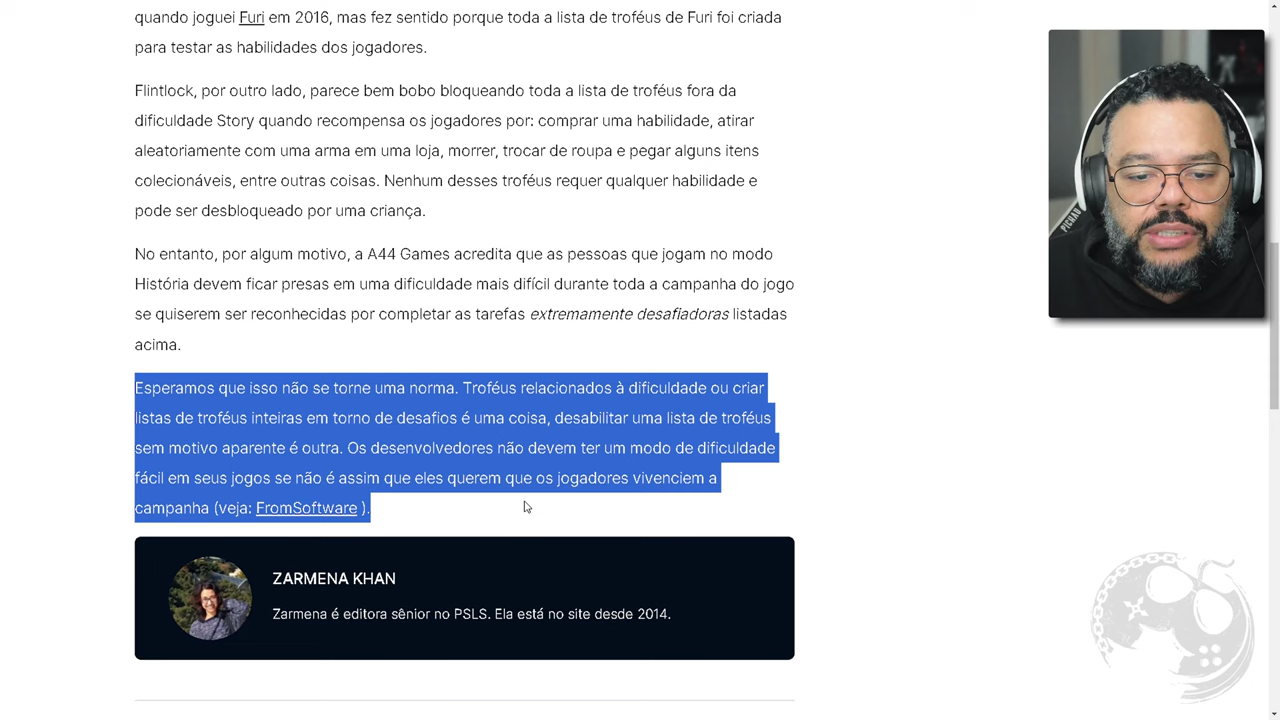 quando joguei Furi em 2016, mas fez sentido porque toda a lista de troféus de Furi foi criada
para testar as habilidades dos jogadores.
Flintlock, por outro lado, parece bem bobo bloqueando toda a lista de troféus fora da
dificuldade Story quando recompensa os jogadores por: comprar uma habilidade, atirar
aleatoriamente com uma arma em uma loja, morrer, trocar de roupa e pegar alguns itens
colecionáveis, entre outras coisas. Nenhum desses troféus requer qualquer habilidade e
pode ser desbloqueado por uma criança.
No entanto, por algum motivo, a A44 Games acredita que as pessoas que jogam no modo
História devem ficar presas em uma dificuldade mais difícil durante toda a campanha do jogo
se quiserem ser reconhecidas por completar as tarefas extremamente desafiadoras listadas
acima.
Esperamos que isso não se torne uma norma. Troféus relacionados à dificuldade ou criar
listas de troféus inteiras em torno de desafios é uma coisa, desabilitar uma lista de troféus
sem motivo aparente é outra. Os desenvolvedores não devem ter um modo de dificuldade
fácil em seus jogos se não é assim que eles querem que os jogadores vivenciem a
campanha (veja: FromSoftware ).
ZARMENA KHAN
Zarmena é editora sênior no PSLS. Ela está no site desde 2014.
PICHAU